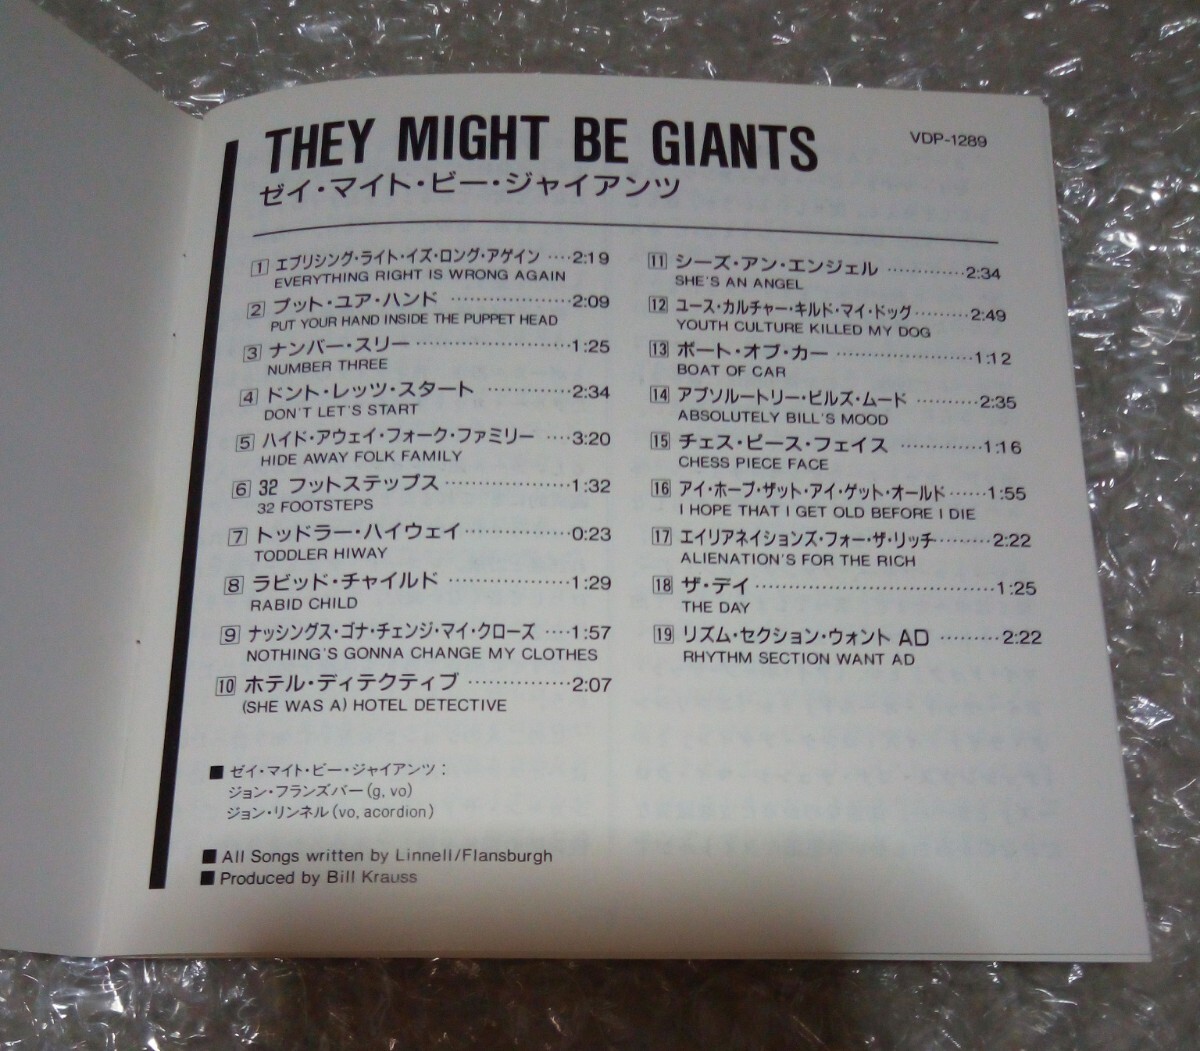 THEY MIGHT BE GIANTS
VDP-1289
ゼイ・マイト・ビー・ジャイアンツ
1 エブリシング・ライト・イズ・ロング・アゲイン ····2:19
EVERYTHING RIGHT IS WRONG AGAIN
2 プット・ユア・ハンド ··················2:09
PUT YOUR HAND INSIDE THE PUPPET HEAD
3 ナンバー・スリー ·······················1:25
NUMBER THREE
4 ドント・レッツ・スタート ············2:34
DON'T LET'S START
5 ハイド・アウェイ・フォーク・ファミリー ····3:20
HIDE AWAY FOLK FAMILY
6 32 フットステップス ··················1:32
32 FOOTSTEPS
7 トッドラー・ハイウェイ ···············0:23
TODDLER HIWAY
8 ラビッド・チャイルド ·················1:29
RABID CHILD
9 ナッシングス・ゴナ・チェンジ・マイ・クローズ ····1:57
NOTHING'S GONNA CHANGE MY CLOTHES
10 ホテル・ディテクティブ ···············2:07
(SHE WAS A) HOTEL DETECTIVE
11 シーズ・アン・エンジェル ············2:34
SHE'S AN ANGEL
12 ユース・カルチャー・キルド・マイ・ドッグ ·········2:49
YOUTH CULTURE KILLED MY DOG
13 ボート・オブ・カー ·····················1:12
BOAT OF CAR
14 アブソルートリー・ビルズ・ムード ·········2:35
ABSOLUTELY BILL'S MOOD
15 チェス・ピース・フェイス ············1:16
CHESS PIECE FACE
16 アイ・ホープ・ザット・アイ・ゲット・オールド ······1:55
I HOPE THAT I GET OLD BEFORE I DIE
17 エイリアネイションズ・フォー・ザ・リッチ ········2:22
ALIENATION'S FOR THE RICH
18 ザ・デイ ····································1:25
THE DAY
19 リズム・セクション・ウォント AD ·········2:22
RHYTHM SECTION WANT AD
■ ゼイ・マイト・ビー・ジャイアンツ：
ジョン・フランズバー (g, vo)
ジョン・リンネル (vo, acordion)
■ All Songs written by Linnell/Flansburgh
■ Produced by Bill Krauss